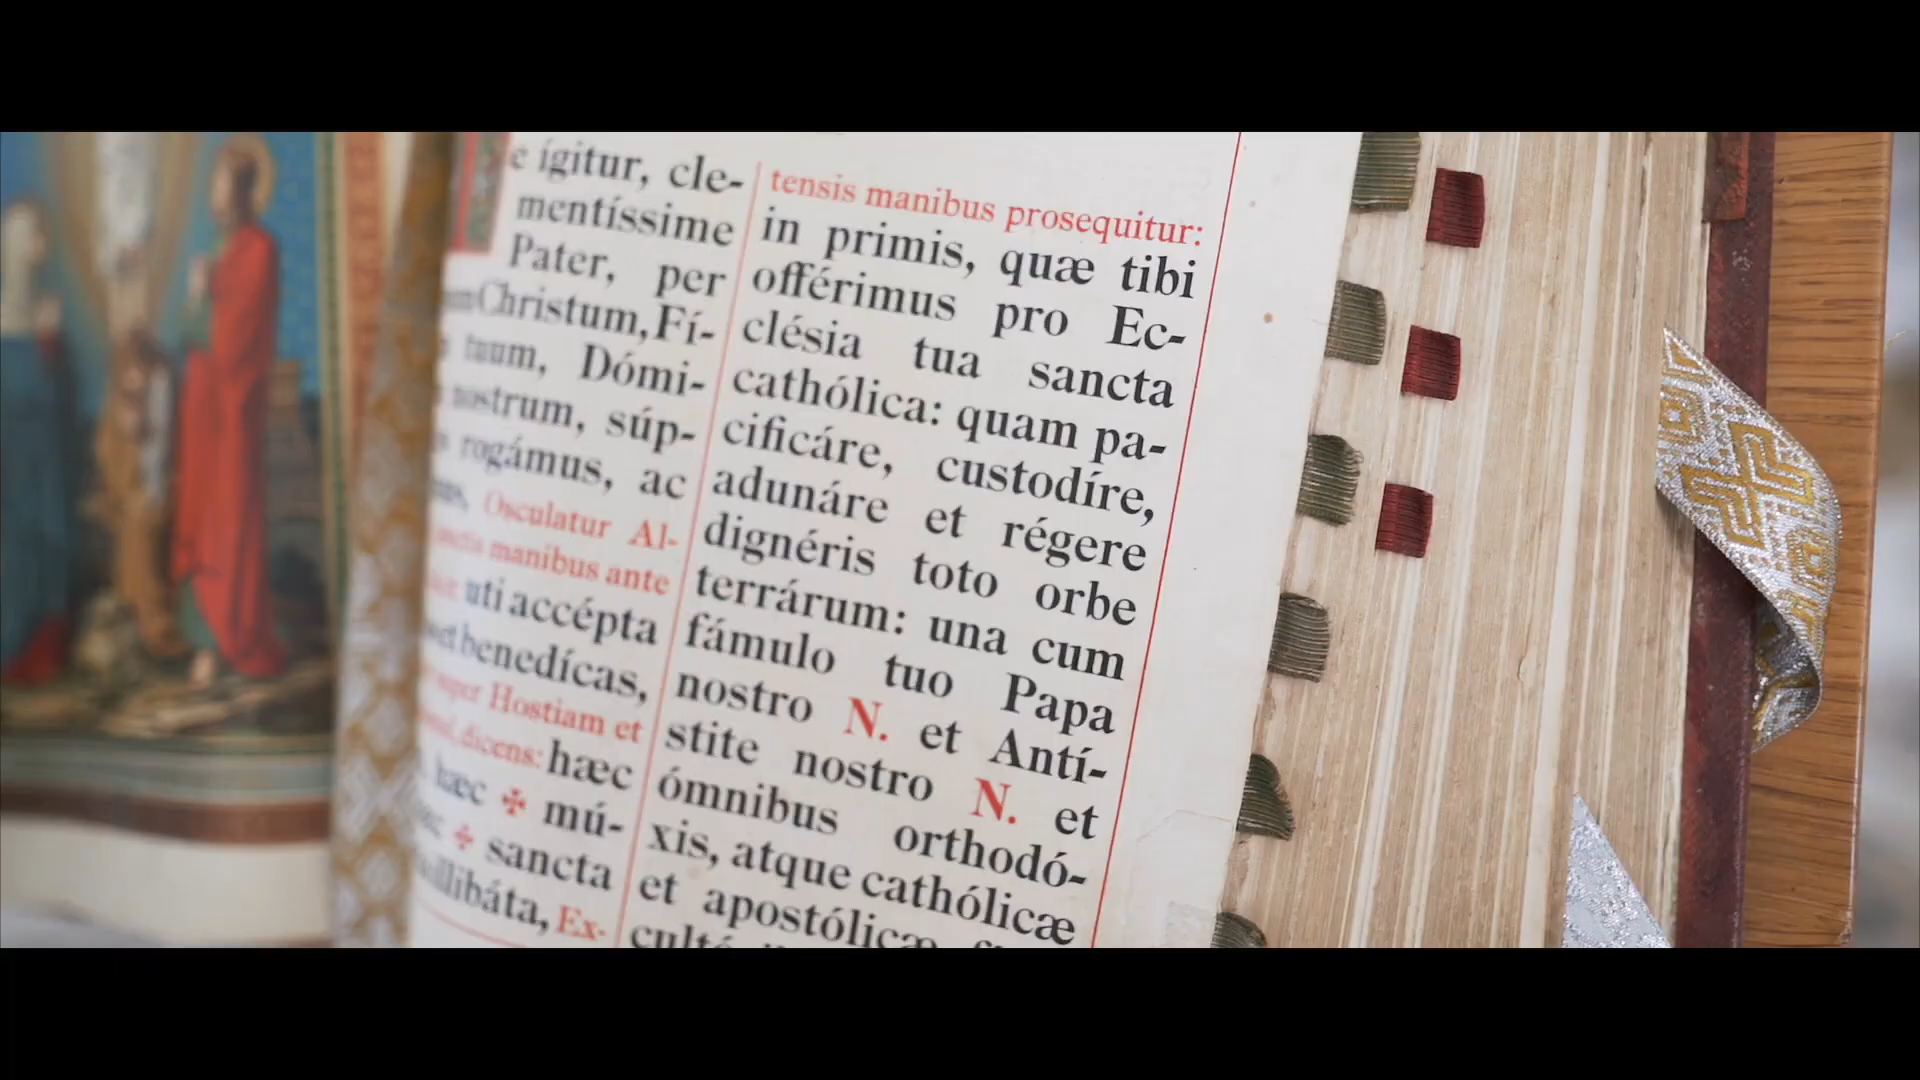 e ígitur, cle-
mentíssime
Pater, per
Christum, Fí-
tuum, Dómi-
nostrum, súp-
rogámus, ac
Osculatur Al-
manibus ante
uti accépta
et benedícas,
super Hostiam et
dicens: hæc
hæc ✠ mú-
✠ sancta
illibáta, Ex-
tensis manibus prosequitur:
in primis, quæ tibi
offérimus pro Ec-
clésia tua sancta
cathólica: quam pa-
cificáre, custodíre,
adunáre et régere
dignéris toto orbe
terrárum: una cum
fámulo tuo Papa
nostro N. et Antí-
stite nostro N. et
ómnibus orthodó-
xis, atque cathólicæ
et apostólicæ